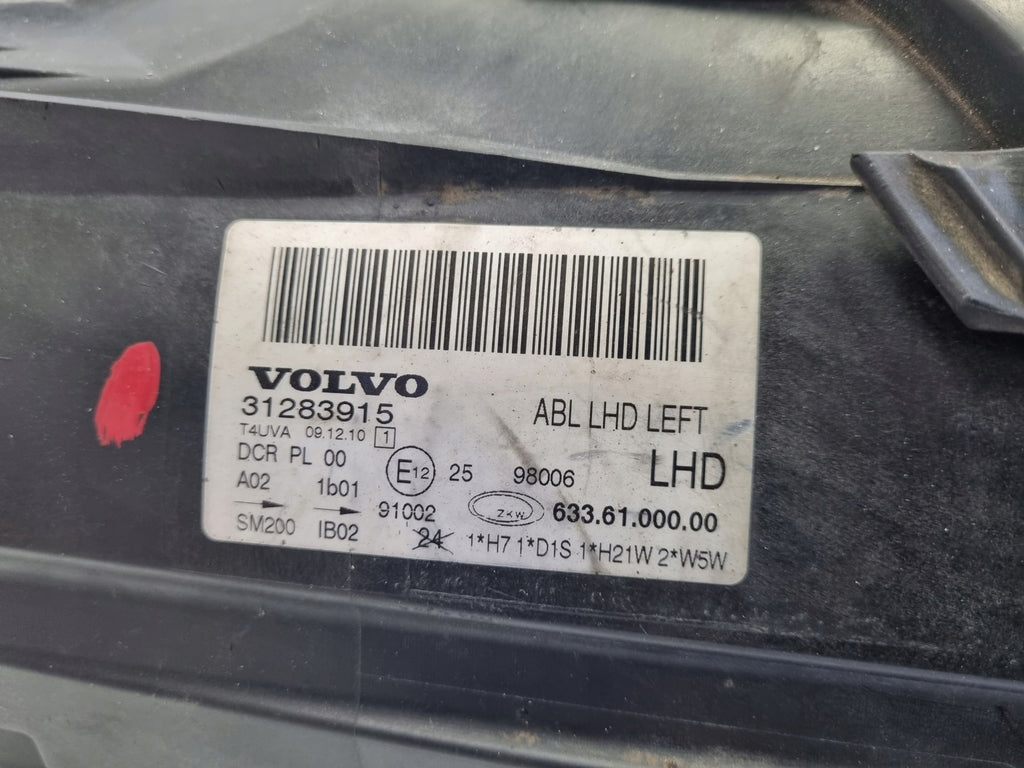 VOLVO
31283915 ABL LHD LEFT
T4UVA 09.12.10 1
DCR PL 00 E12 25 98006 LHD
A02 1b01 91002 ZKW 633.61.000.00
SM200 IB02 24 1*H7 1*D1S 1*H21W 2*W5W